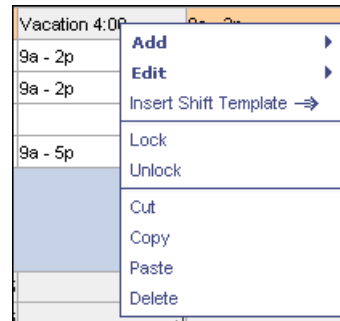 Vacation 4:00
9a - 2p
9a - 2p
9a - 5p
Add
Edit
Insert Shift Template
Lock
Unlock
Cut
Copy
Paste
Delete